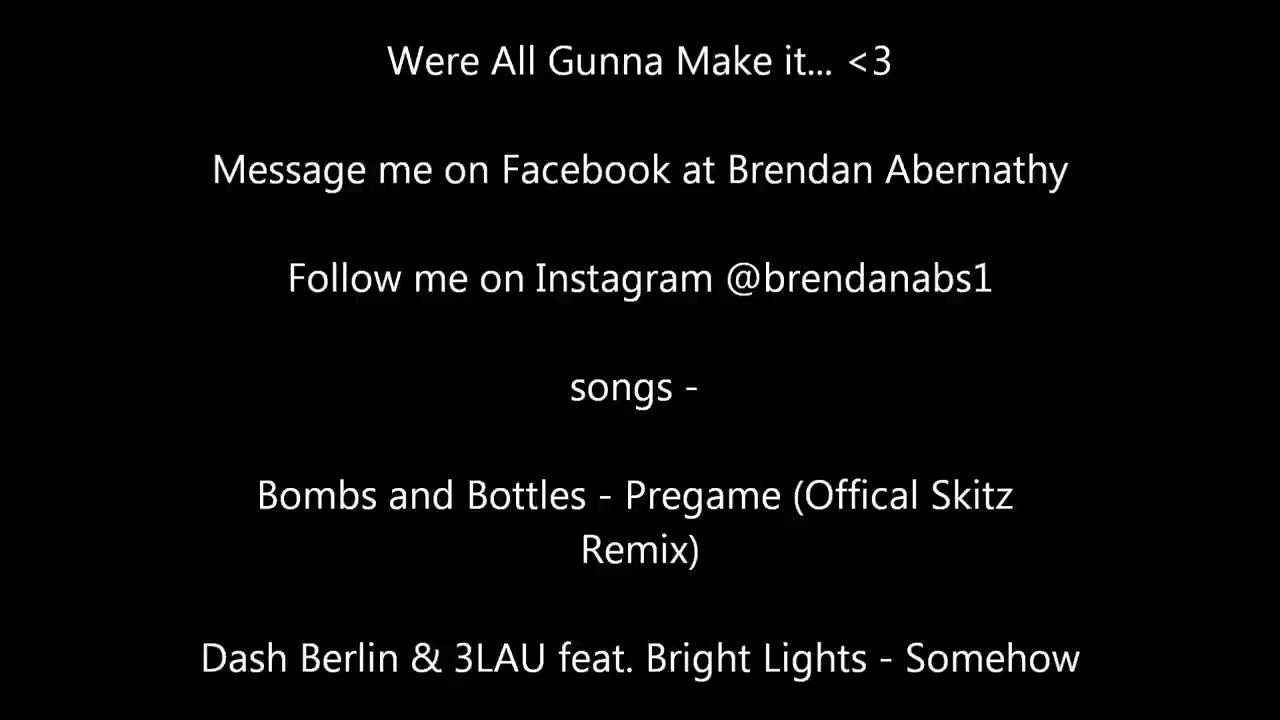 Were All Gunna Make it... <3
Message me on Facebook at Brendan Abernathy
Follow me on Instagram @brendanabs1
songs -
Bombs and Bottles - Pregame (Offical Skitz
Remix)
Dash Berlin & 3LAU feat. Bright Lights - Somehow